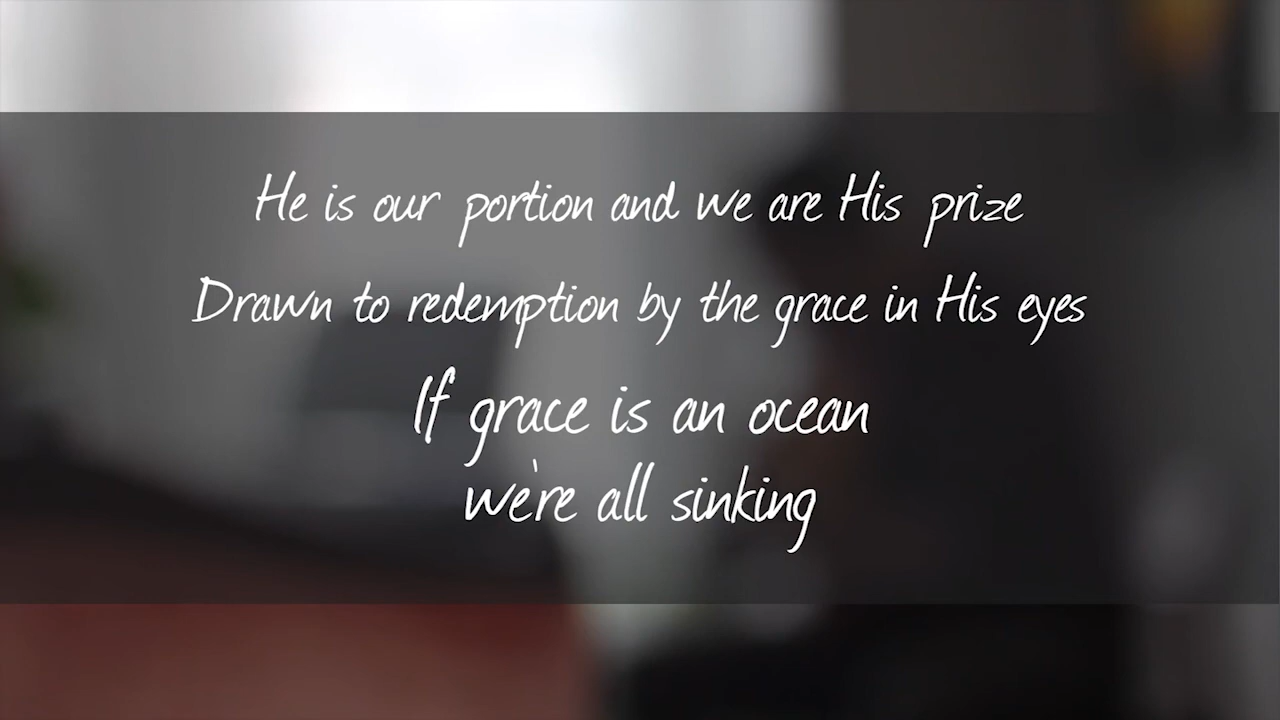 He is our portion and we are His prize
Drawn to redemption by the grace in His eyes
If grace is an ocean
we're all sinking